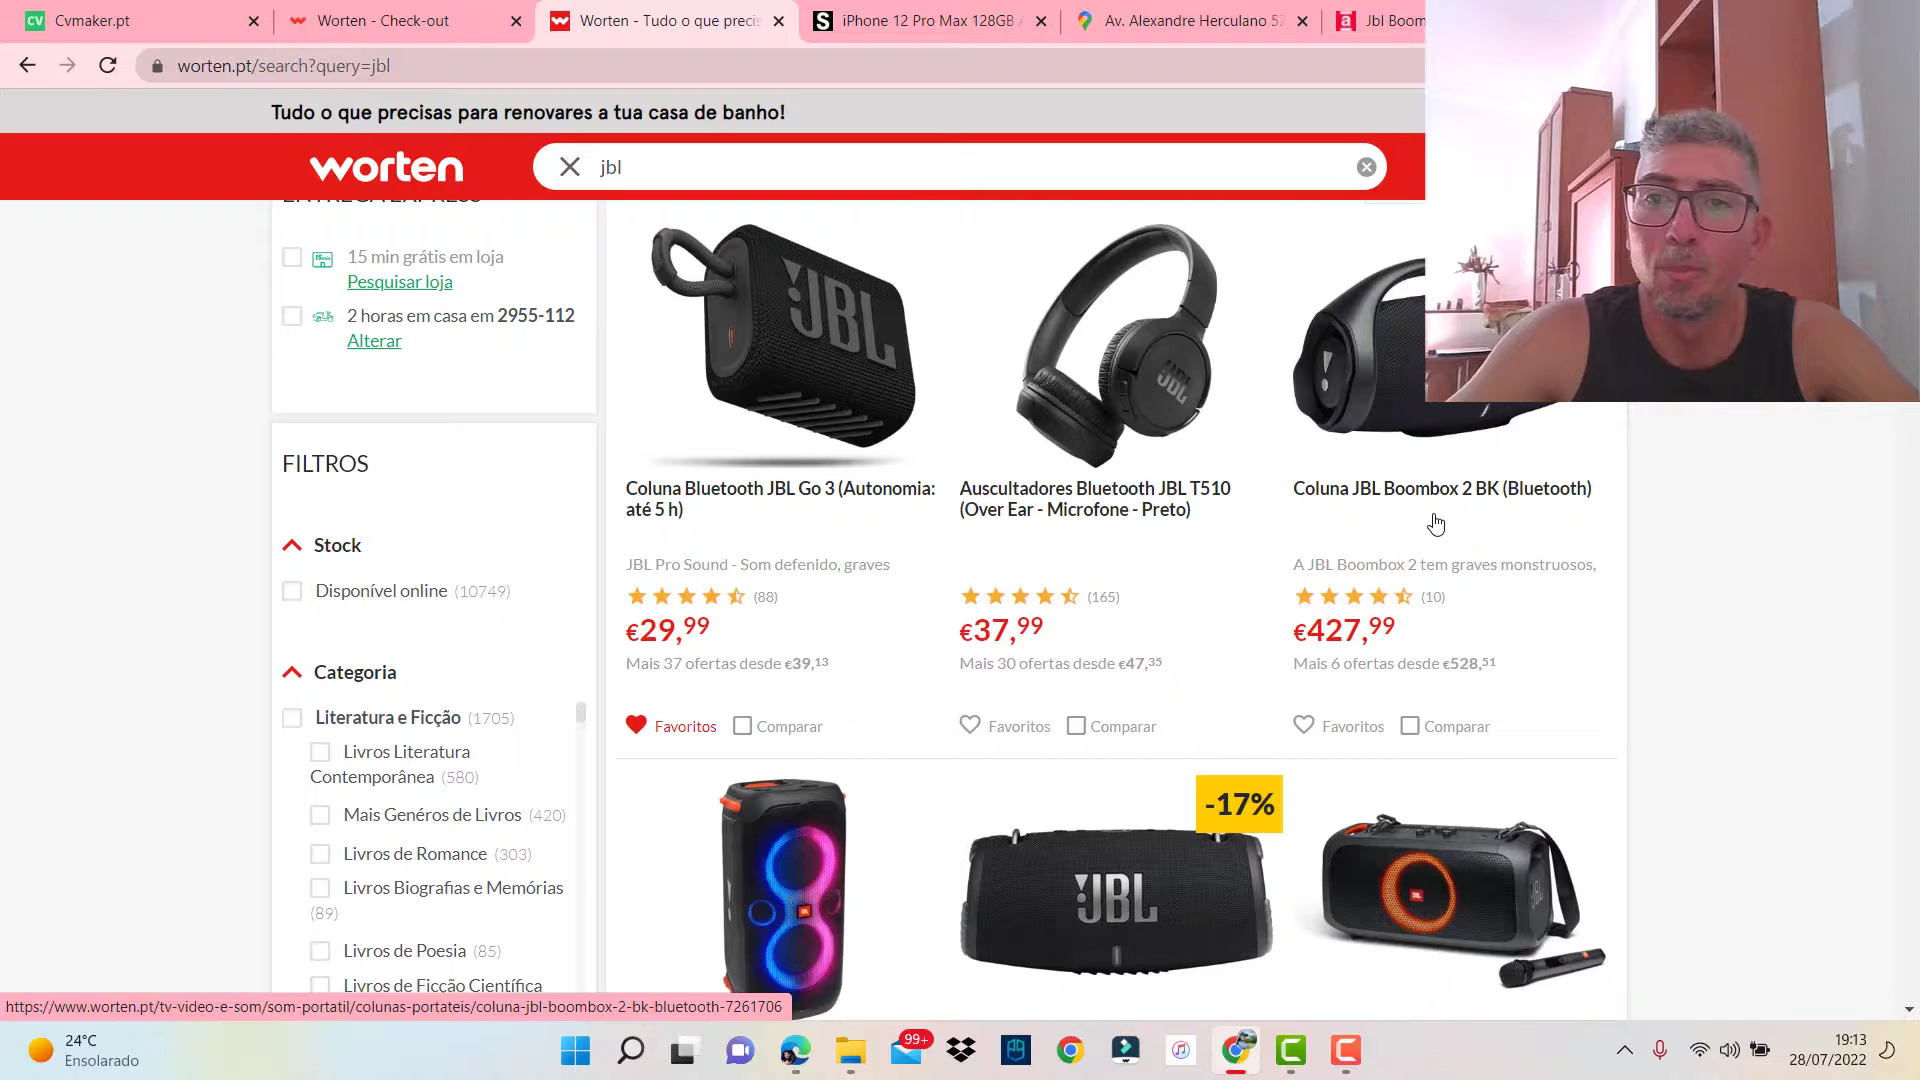 CV Cvmaker.pt
Worten - Check-out
Worten - Tudo o que precis
S iPhone 12 Pro Max 128GB
Av. Alexandre Herculano 52
a Jbl Boom
worten.pt/search?query=jbl
Tudo o que precisas para renovares a tua casa de banho!
worten
jbl
ENTREGA EXPRESS
15 min grátis em loja
Pesquisar loja
2 horas em casa em 2955-112
Alterar
FILTROS
Stock
Disponível online (10749)
Categoria
Literatura e Ficção (1705)
Livros Literatura
Contemporânea (580)
Mais Genéros de Livros (420)
Livros de Romance (303)
Livros Biografias e Memórias
(89)
Livros de Poesia (85)
Livros de Ficção Científica
JBL
JBL
Coluna Bluetooth JBL Go 3 (Autonomia:
até 5 h)
JBL Pro Sound - Som defenido, graves
(88)
€29,99
Mais 37 ofertas desde €39,13
Favoritos
Comparar
Auscultadores Bluetooth JBL T510
(Over Ear - Microfone - Preto)
(165)
€37,99
Mais 30 ofertas desde €47,35
Favoritos
Comparar
Coluna JBL Boombox 2 BK (Bluetooth)
A JBL Boombox 2 tem graves monstruosos,
(10)
€427,99
Mais 6 ofertas desde €528,51
Favoritos
Comparar
-17%
JBL
JBL
https://www.worten.pt/tv-video-e-som/som-portatil/colunas-portateis/coluna-jbl-boombox-2-bk-bluetooth-7261706
24°C
Ensolarado
99+
19:13
28/07/2022